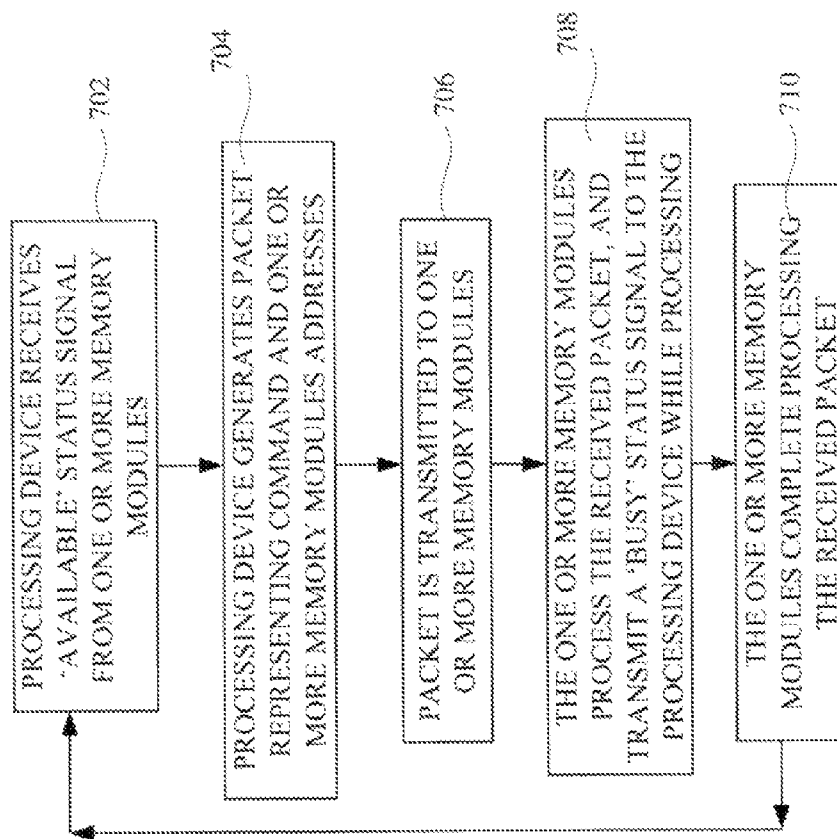 PROCESSING DEVICE RECEIVES
'AVAILABLE' STATUS SIGNAL
FROM ONE OR MORE MEMORY
MODULES
702
PROCESSING DEVICE GENERATES PACKET
REPRESENTING COMMAND AND ONE OR
MORE MEMORY MODULES ADDRESSES
704
PACKET IS TRANSMITTED TO ONE
OR MORE MEMORY MODULES
706
THE ONE OR MORE MEMORY MODULES
PROCESS THE RECEIVED PACKET, AND
TRANSMIT A 'BUSY' STATUS SIGNAL TO THE
PROCESSING DEVICE WHILE PROCESSING
708
THE ONE OR MORE MEMORY
MODULES COMPLETE PROCESSING
THE RECEIVED PACKET
710